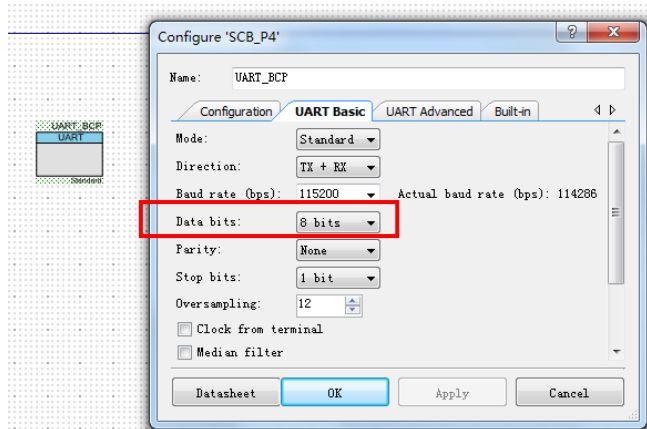 Configure 'SCB_P4'
Name: UART_BCP
Configuration UART Basic UART Advanced Built-in
UART_BCP
UART
Standard
Mode: Standard
Direction: TX + RX
Baud rate (bps): 115200 Actual baud rate (bps): 114286
Data bits: 8 bits
Parity: None
Stop bits: 1 bit
Oversampling: 12
Clock from terminal
Median filter
Datasheet OK Apply Cancel